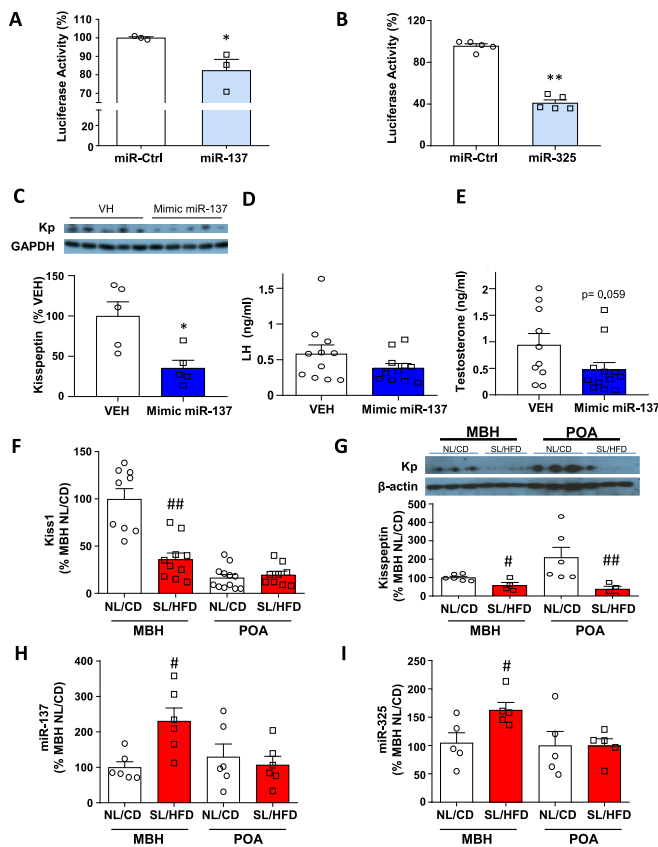 A
Luciferase Activity (%)
110
100
90
80
70
60
20
10
0
*
miR-Ctrl
miR-137
B
Luciferase Activity (%)
120
80
40
0
**
miR-Ctrl
miR-325
C
VH
Mimic miR-137
Kp
GAPDH
Kisspeptin (% VEH)
150
100
50
0
*
VEH
Mimic miR-137
D
LH (ng/ml)
2.0
1.5
1
0.5
0
VEH
Mimic miR-137
E
Testosterone (ng/ml)
2.5
2.0
1.5
1.0
0.5
0.0
p= 0.059
VEH
Mimic miR-137
F
Kiss1
(% MBH NL/CD)
150
100
50
0
##
NL/CD
SL/HFD
NL/CD
SL/HFD
MBH
POA
G
MBH
POA
NL/CD
SL/HFD
NL/CD
SL/HFD
Kp
β-actin
Kisspeptin
(% MBH NL/CD)
500
400
300
200
100
0
#
##
NL/CD
SL/HFD
NL/CD
SL/HFD
MBH
POA
H
miR-137
(% MBH NL/CD)
400
300
200
100
0
#
NL/CD
SL/HFD
NL/CD
SL/HFD
MBH
POA
I
miR-325
(% MBH NL/CD)
250
200
150
100
50
0
#
NL/CD
SL/HFD
NL/CD
SL/HFD
MBH
POA